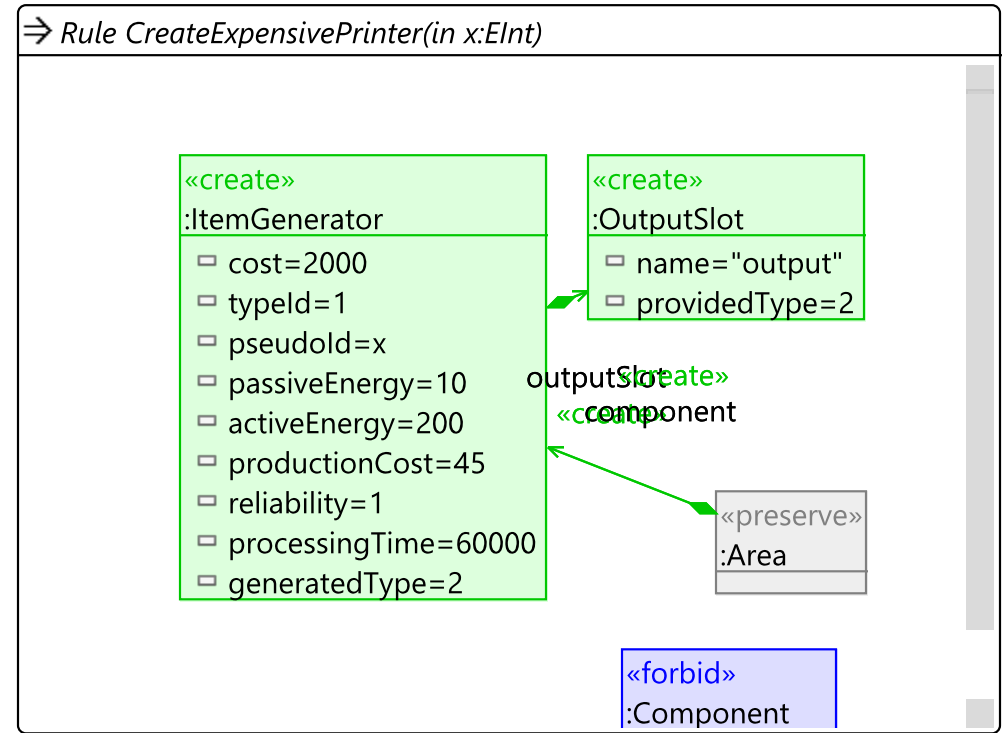 Rule CreateExpensivePrinter(in x:EInt)
«create»
:ItemGenerator
cost=2000
typeId=1
pseudoId=x
passiveEnergy=10
activeEnergy=200
productionCost=45
reliability=1
processingTime=60000
generatedType=2
«create»
:OutputSlot
name="output"
providedType=2
outputSlot
«create»
«create»
component
«preserve»
:Area
«forbid»
:Component